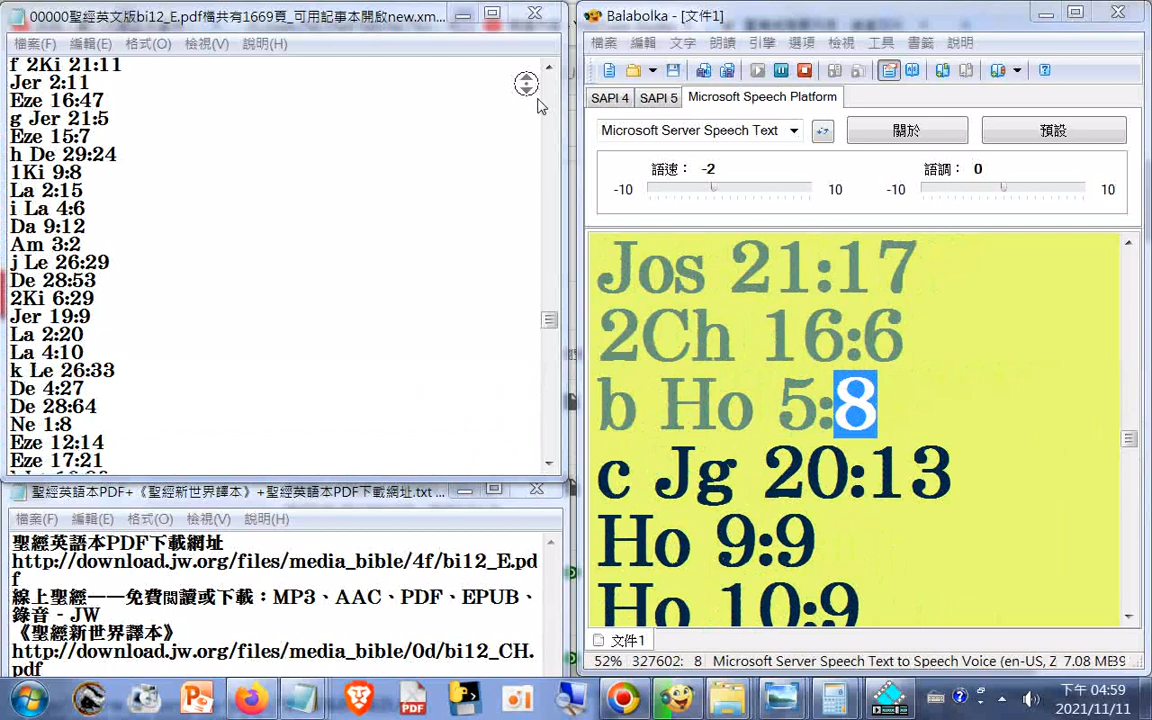 00000聖經英文版bi12_E.pdf檔共有1669頁_可用記事本開啟new.xm...
檔案(F) 編輯(E) 格式(O) 檢視(V) 說明(H)
f 2Ki 21:11
Jer 2:11
Eze 16:47
g Jer 21:5
Eze 15:7
h De 29:24
1Ki 9:8
La 2:15
i La 4:6
Da 9:12
Am 3:2
j Le 26:29
De 28:53
2Ki 6:29
Jer 19:9
La 2:20
La 4:10
k Le 26:33
De 4:27
De 28:64
Ne 1:8
Eze 12:14
Eze 17:21
聖經英語本PDF+《聖經新世界譯本》+聖經英語本PDF下載網址.txt ...
檔案(F) 編輯(E) 格式(O) 檢視(V) 說明(H)
聖經英語本PDF下載網址
http://download.jw.org/files/media_bible/4f/bi12_E.pd
f
線上聖經——免費閱讀或下載：MP3、AAC、PDF、EPUB、
錄音 - JW
《聖經新世界譯本》
http://download.jw.org/files/media_bible/0d/bi12_CH.
pdf
Balabolka - [文件1]
檔案 編輯 文字 朗讀 引擎 選項 檢視 工具 書籤 說明
SAPI 4 SAPI 5 Microsoft Speech Platform
Microsoft Server Speech Text 關於 預設
語速： -2 語調： 0
-10 10 -10 10
Jos 21:17
2Ch 16:6
b Ho 5:8
c Jg 20:13
Ho 9:9
Ho 10:9
文件1
52% 327602: 8 Microsoft Server Speech Text to Speech Voice (en-US, Z 7.08 MB
PDF
下午 04:59
2021/11/11